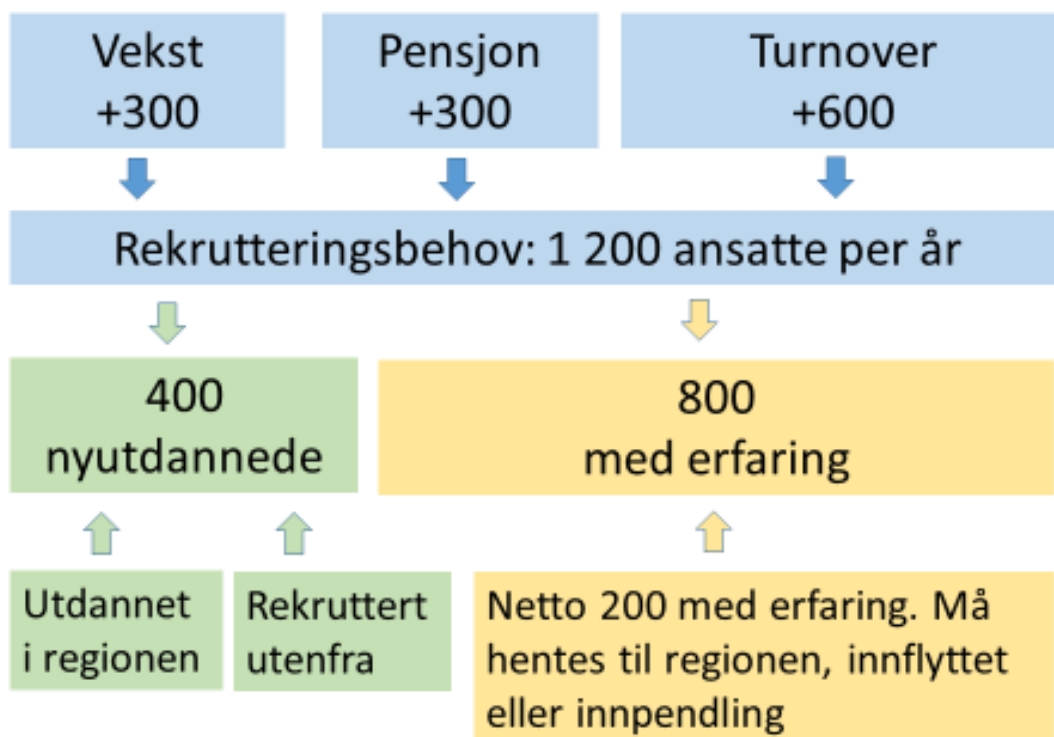 Vekst
+300
Pensjon
+300
Turnover
+600
Rekrutteringsbehov: 1 200 ansatte per år
400
nyutdannede
800
med erfaring
Utdannet
i regionen
Rekruttert
utenfra
Netto 200 med erfaring. Må
hentes til regionen, innflyttet
eller innpendling